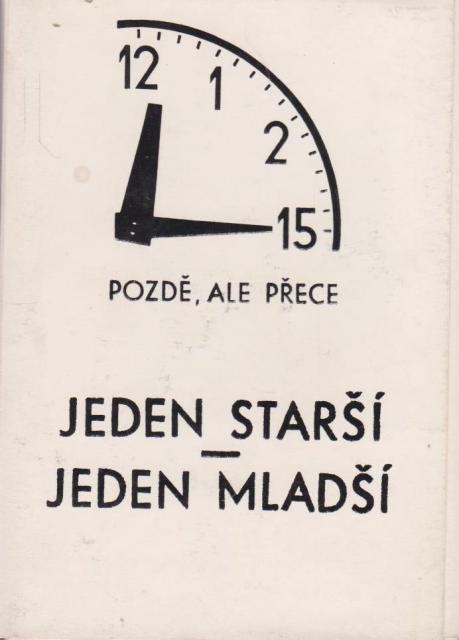 12
1
2
15
POZDĚ, ALE PŘECE
JEDEN STARŠÍ
—
JEDEN MLADŠÍ